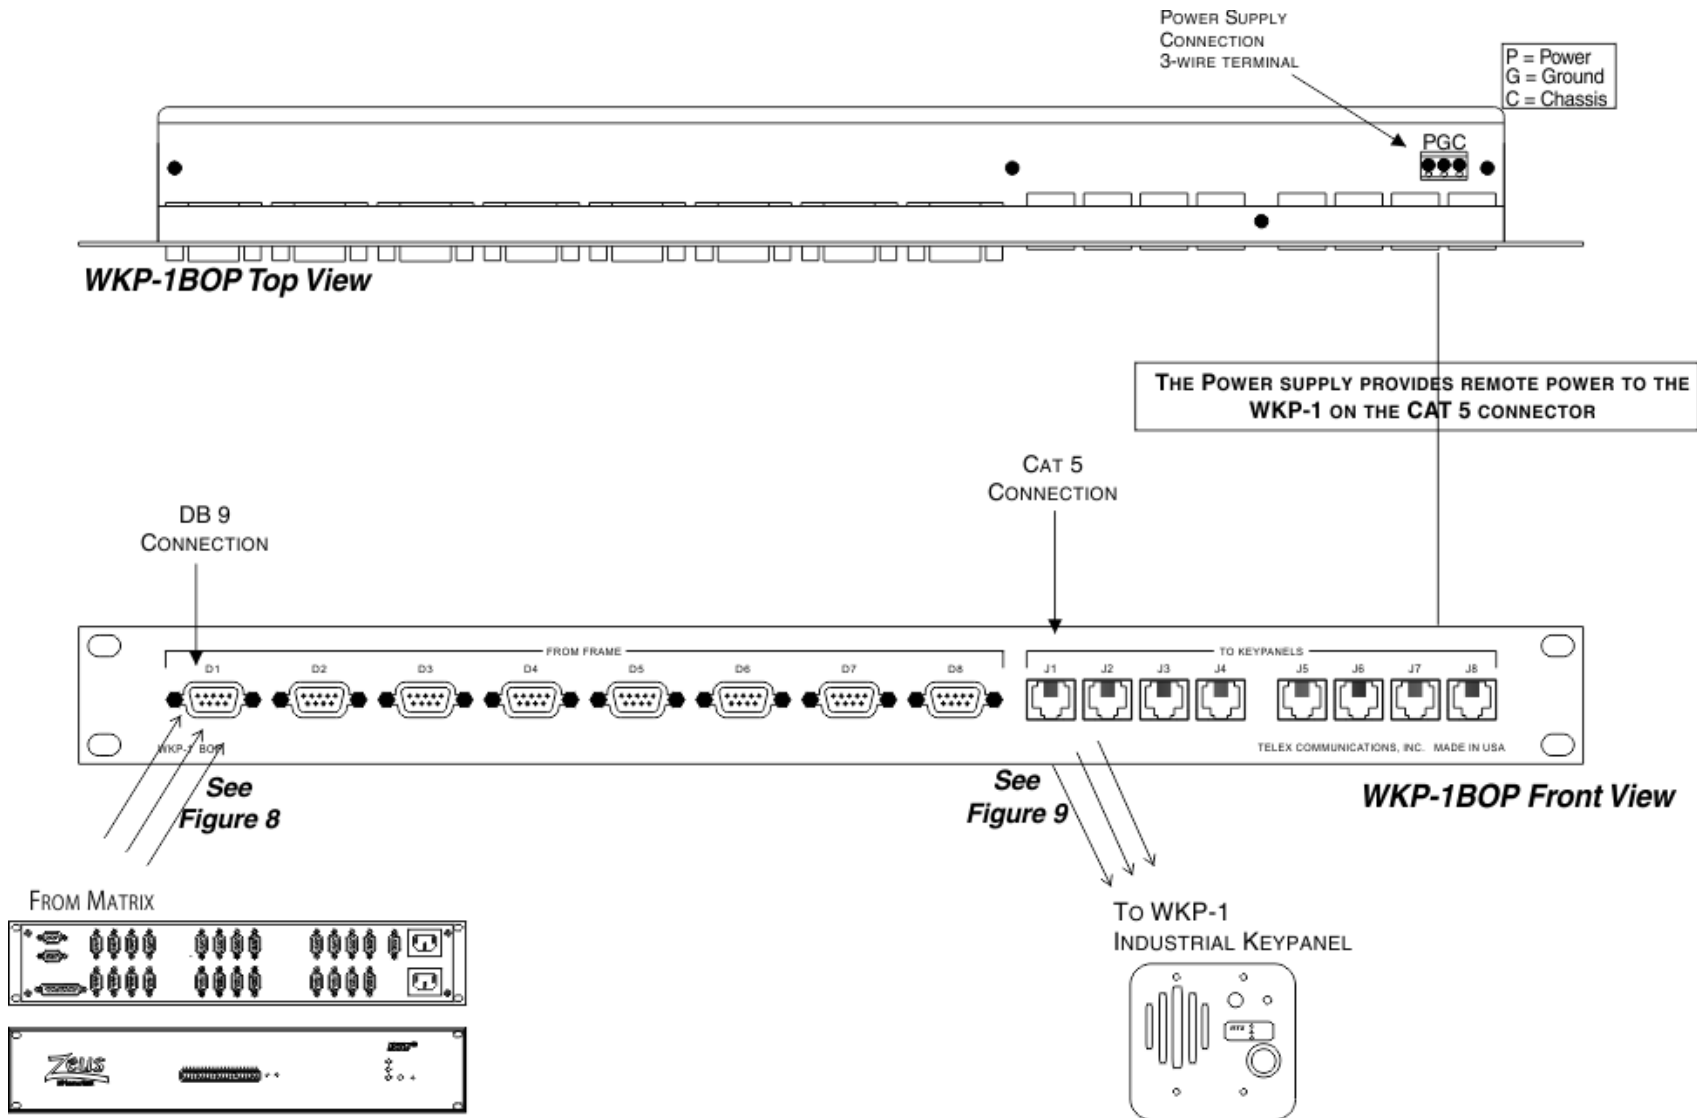 POWER SUPPLY
CONNECTION
3-WIRE TERMINAL
P = Power
G = Ground
C = Chassis
PGC
WKP-1BOP Top View
THE POWER SUPPLY PROVIDES REMOTE POWER TO THE
WKP-1 ON THE CAT 5 CONNECTOR
CAT 5
CONNECTION
DB 9
CONNECTION
FROM FRAME
TO KEYPANELS
D1 D2 D3 D4 D5 D6 D7 D8
J1 J2 J3 J4 J5 J6 J7 J8
WKP-1 BOP
TELEX COMMUNICATIONS, INC. MADE IN USA
See
Figure 8
See
Figure 9
WKP-1BOP Front View
FROM MATRIX
TO WKP-1
INDUSTRIAL KEYPANEL
Zeus
RTS